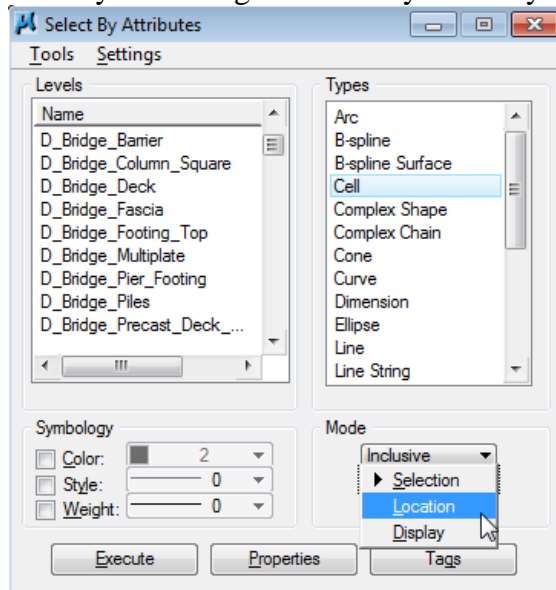 Select By Attributes
Tools Settings
Levels
Name
D_Bridge_Barrier
D_Bridge_Column_Square
D_Bridge_Deck
D_Bridge_Fascia
D_Bridge_Footing_Top
D_Bridge_Multiplate
D_Bridge_Pier_Footing
D_Bridge_Piles
D_Bridge_Precast_Deck_...
Types
Arc
B-spline
B-spline Surface
Cell
Complex Shape
Complex Chain
Cone
Curve
Dimension
Ellipse
Line
Line String
Symbology
Color: 2
Style: 0
Weight: 0
Mode
Inclusive
Selection
Location
Display
Execute Properties Tags